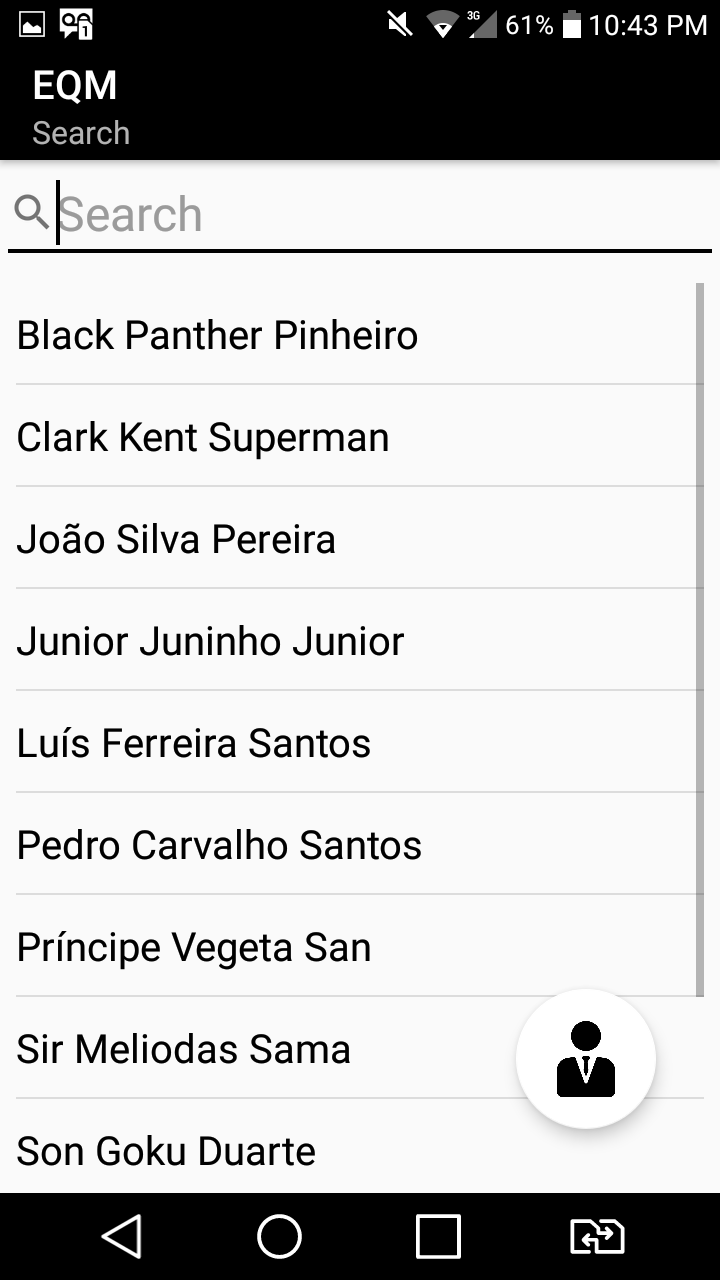 3G 61% 10:43 PM
EQM
Search
Search
Black Panther Pinheiro
Clark Kent Superman
João Silva Pereira
Junior Juninho Junior
Luís Ferreira Santos
Pedro Carvalho Santos
Príncipe Vegeta San
Sir Meliodas Sama
Son Goku Duarte